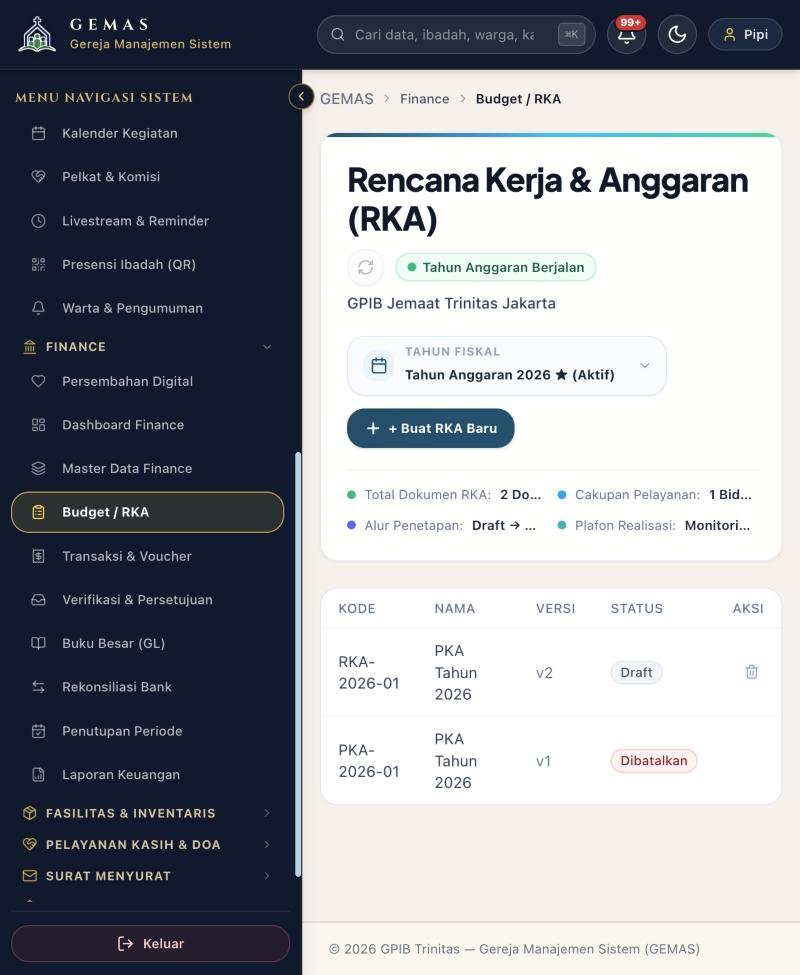 GEMAS
Gereja Manajemen Sistem
Cari data, ibadah, warga, ka
⌘K
99+
Pipi
MENU NAVIGASI SISTEM
Kalender Kegiatan
Pelkat & Komisi
Livestream & Reminder
Presensi Ibadah (QR)
Warta & Pengumuman
FINANCE
Persembahan Digital
Dashboard Finance
Master Data Finance
Budget / RKA
Transaksi & Voucher
Verifikasi & Persetujuan
Buku Besar (GL)
Rekonsiliasi Bank
Penutupan Periode
Laporan Keuangan
FASILITAS & INVENTARIS
PELAYANAN KASIH & DOA
SURAT MENYURAT
Keluar
GEMAS > Finance > Budget / RKA
Rencana Kerja & Anggaran
(RKA)
Tahun Anggaran Berjalan
GPIB Jemaat Trinitas Jakarta
TAHUN FISKAL
Tahun Anggaran 2026 ★ (Aktif)
+ + Buat RKA Baru
Total Dokumen RKA: 2 Do...
Cakupan Pelayanan: 1 Bid...
Alur Penetapan: Draft → ...
Plafon Realisasi: Monitori...
KODE NAMA VERSI STATUS AKSI
RKA-
2026-01
PKA
Tahun
2026
v2
Draft
PKA-
2026-01
PKA
Tahun
2026
v1
Dibatalkan
© 2026 GPIB Trinitas — Gereja Manajemen Sistem (GEMAS)